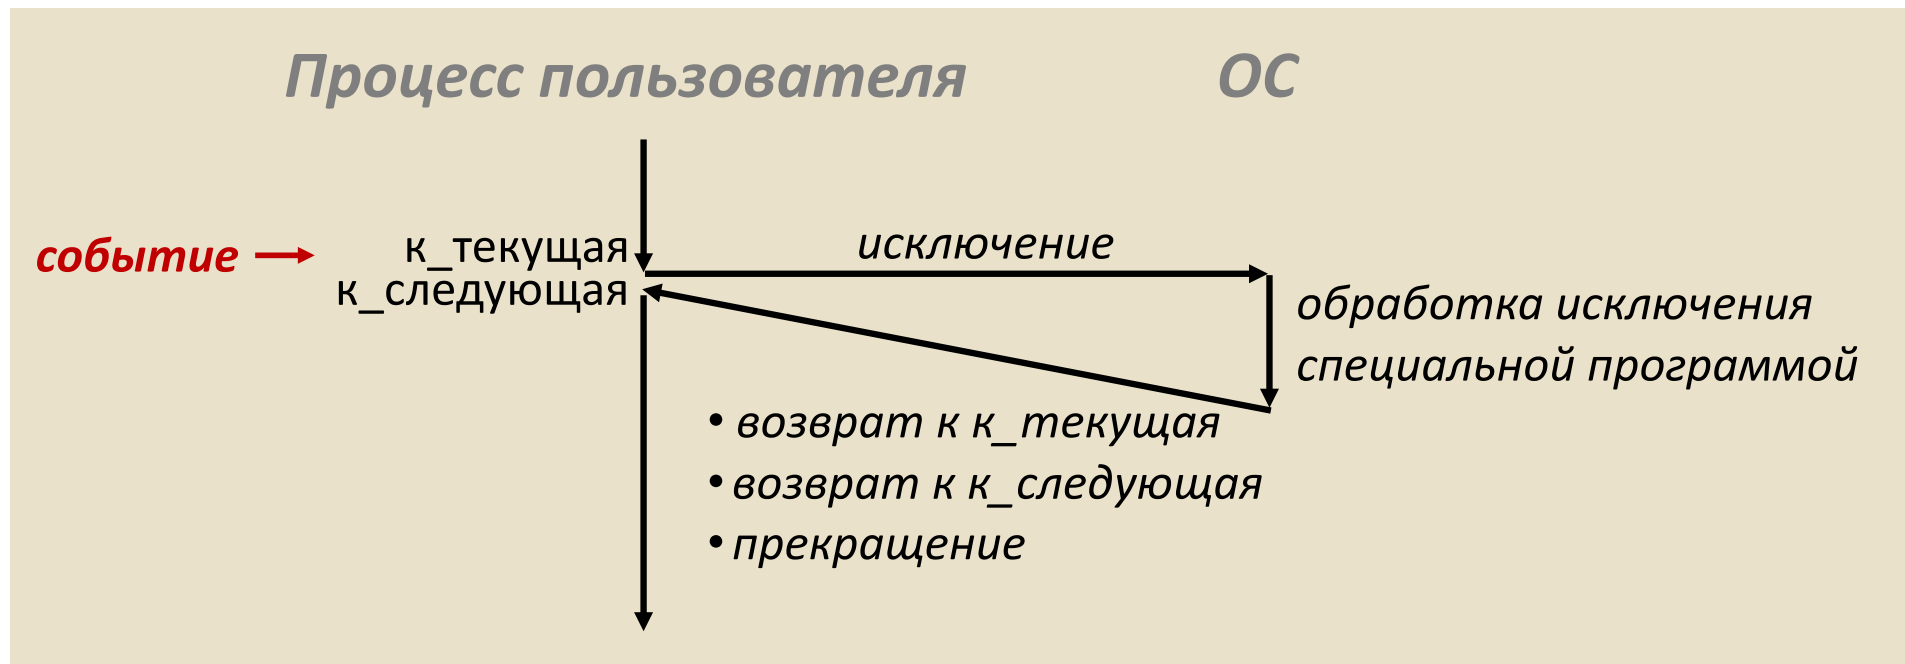 Процесс пользователя
ОС
событие
к_текущая
к_следующая
исключение
обработка исключения
специальной программой
• возврат к к_текущая
• возврат к к_следующая
• прекращение